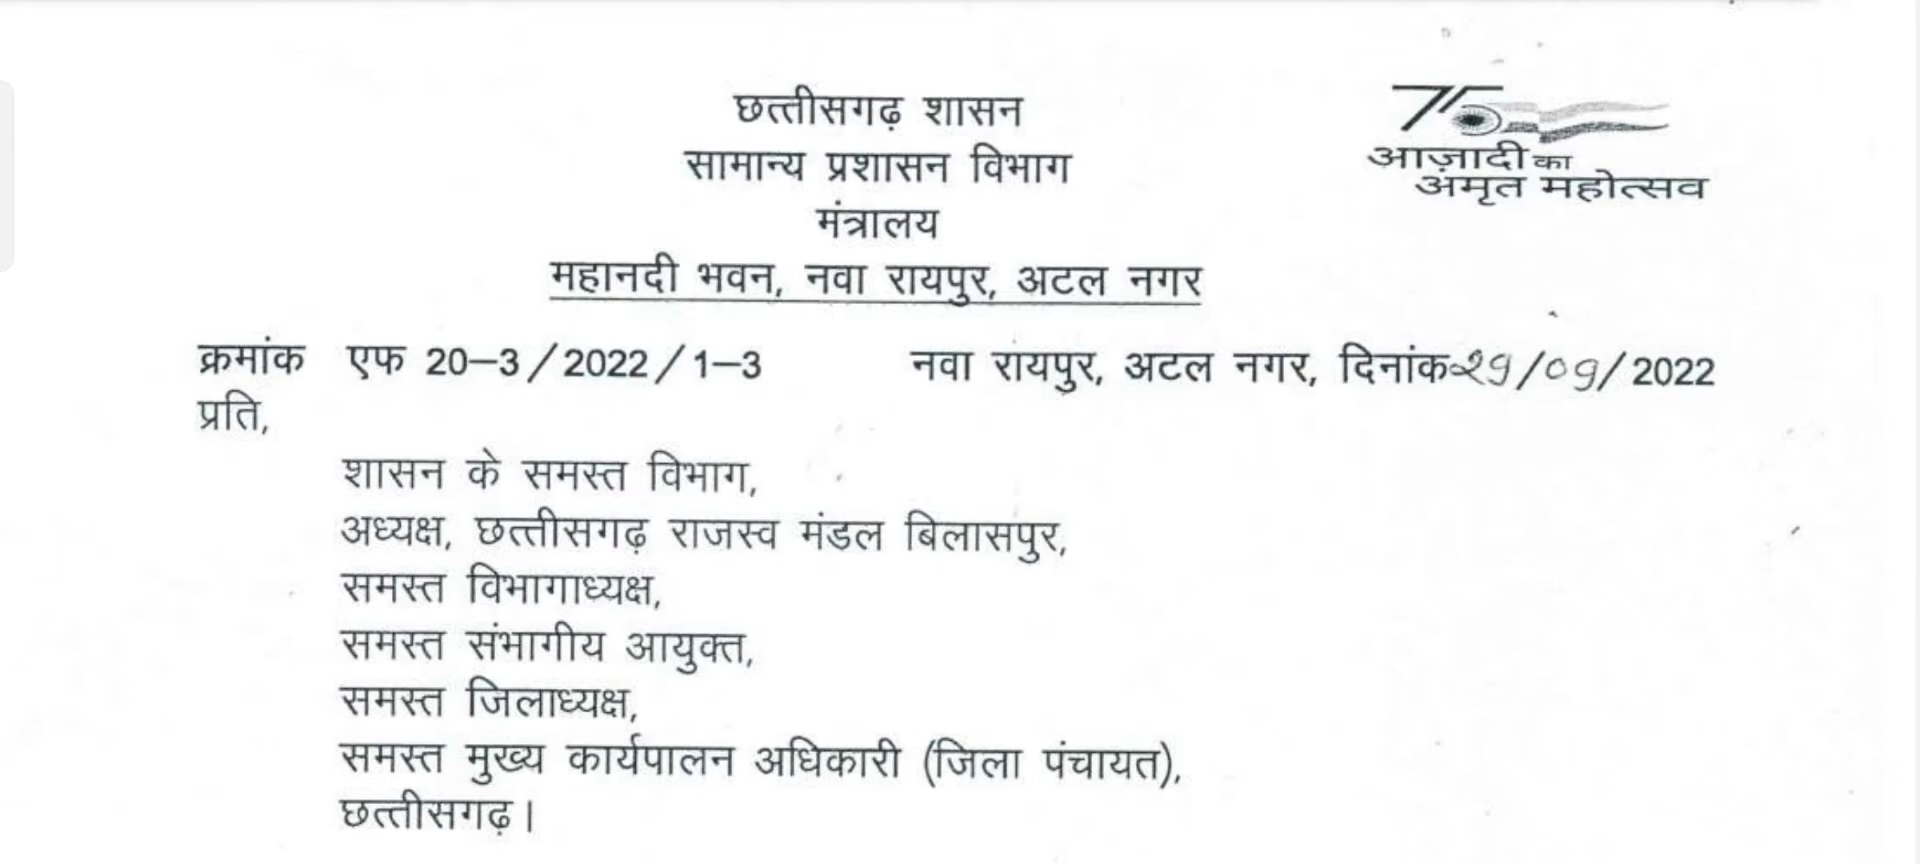 छत्तीसगढ़ शासन
सामान्य प्रशासन विभाग
मंत्रालय
महानदी भवन, नवा रायपुर, अटल नगर
75
आज़ादी का
अमृत महोत्सव
क्रमांक एफ 20–3/2022/1–3 नवा रायपुर, अटल नगर, दिनांक 29/09/2022
प्रति,
शासन के समस्त विभाग,
अध्यक्ष, छत्तीसगढ़ राजस्व मंडल बिलासपुर,
समस्त विभागाध्यक्ष,
समस्त संभागीय आयुक्त,
समस्त जिलाध्यक्ष,
समस्त मुख्य कार्यपालन अधिकारी (जिला पंचायत),
छत्तीसगढ़।